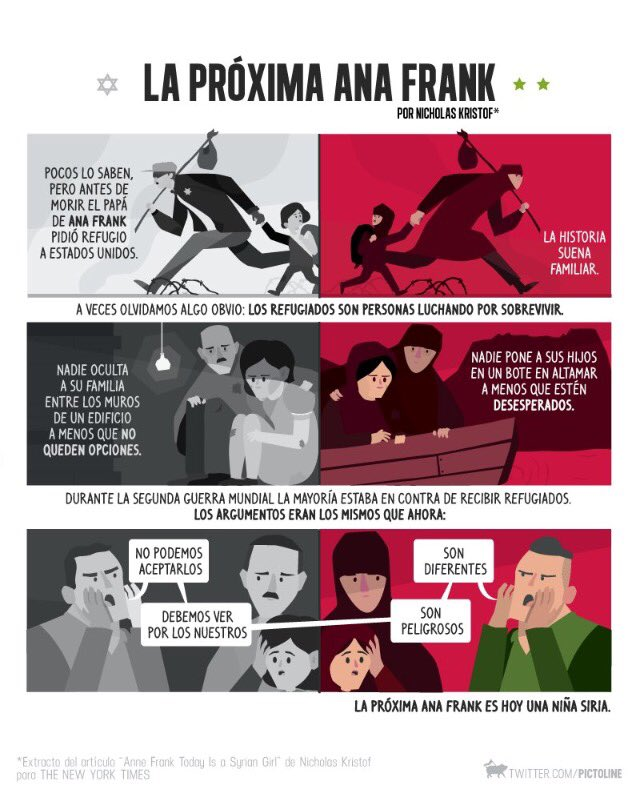 LA PRÓXIMA ANA FRANK
POR NICHOLAS KRISTOF*
POCOS LO SABEN,
PERO ANTES DE
MORIR EL PAPÁ
DE ANA FRANK
PIDIÓ REFUGIO
A ESTADOS UNIDOS.
LA HISTORIA
SUENA
FAMILIAR.
A VECES OLVIDAMOS ALGO OBVIO: LOS REFUGIADOS SON PERSONAS LUCHANDO POR SOBREVIVIR.
NADIE OCULTA
A SU FAMILIA
ENTRE LOS MUROS
DE UN EDIFICIO
A MENOS QUE NO
QUEDEN OPCIONES.
NADIE PONE A SUS HIJOS
EN UN BOTE EN ALTAMAR
A MENOS QUE ESTÉN
DESESPERADOS.
DURANTE LA SEGUNDA GUERRA MUNDIAL LA MAYORÍA ESTABA EN CONTRA DE RECIBIR REFUGIADOS.
LOS ARGUMENTOS ERAN LOS MISMOS QUE AHORA:
NO PODEMOS
ACEPTARLOS
DEBEMOS VER
POR LOS NUESTROS
SON
DIFERENTES
SON
PELIGROSOS
LA PRÓXIMA ANA FRANK ES HOY UNA NIÑA SIRIA.
*Extracto del artículo "Anne Frank Today Is a Syrian Girl" de Nicholas Kristof
para THE NEW YORK TIMES
TWITTER.COM/PICTOLINE